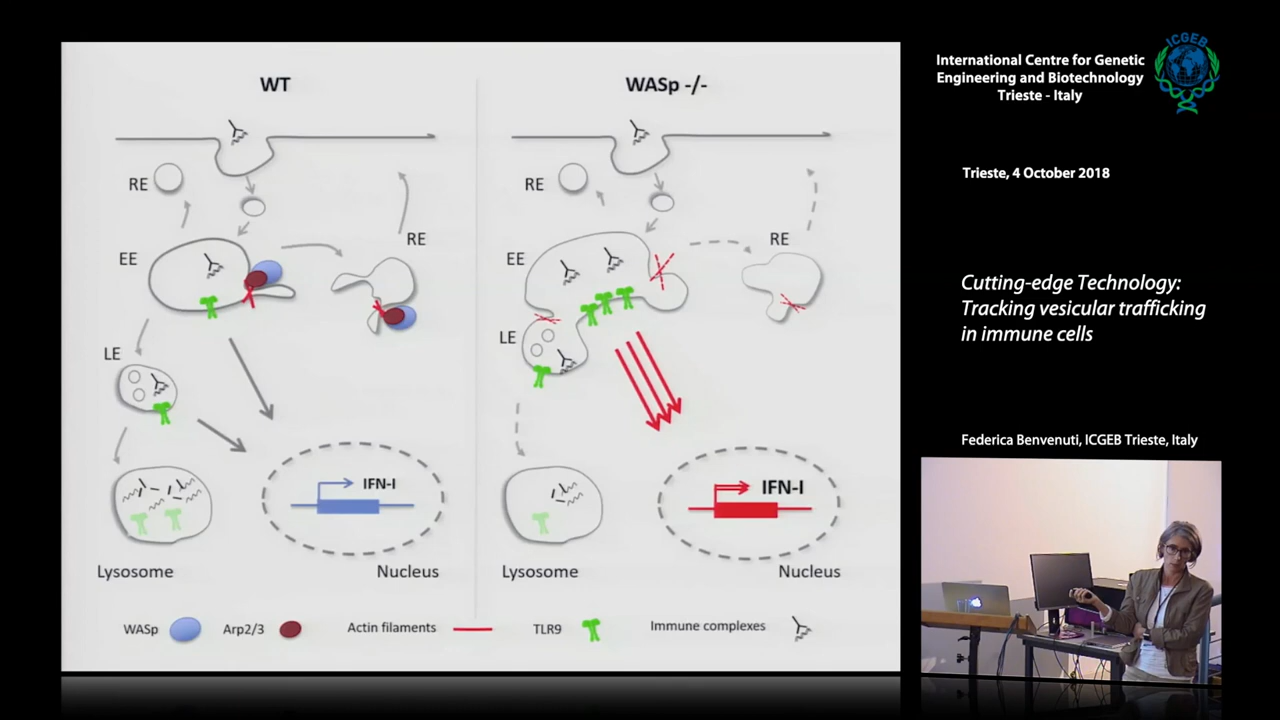 WT
WASp -/-
RE
RE
EE
RE
EE
RE
LE
LE
IFN-I
IFN-I
Lysosome
Nucleus
Lysosome
Nucleus
WASp
Arp2/3
Actin filaments
TLR9
Immune complexes
ICGEB
International Centre for Genetic
Engineering and Biotechnology
Trieste - Italy
Trieste, 4 October 2018
Cutting-edge Technology:
Tracking vesicular trafficking
in immune cells
Federica Benvenuti, ICGEB Trieste, Italy